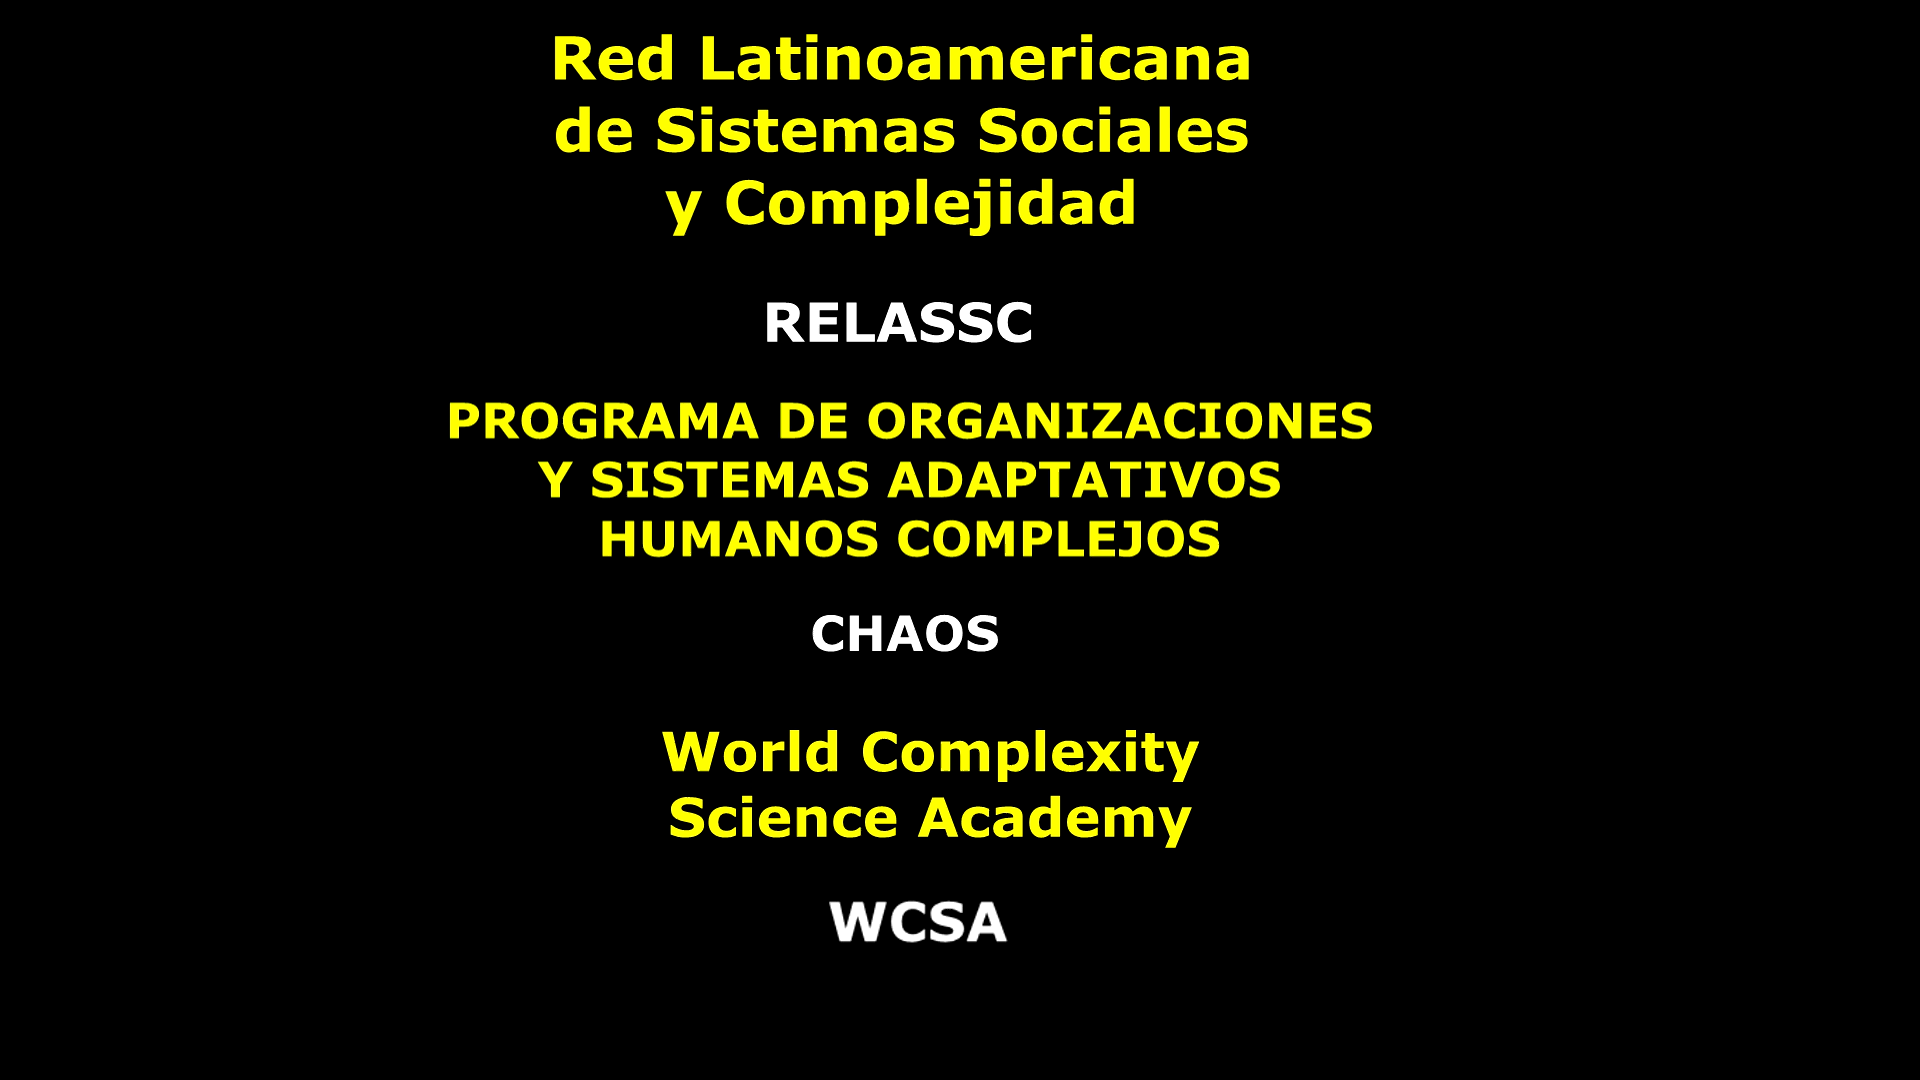 Red Latinoamericana
de Sistemas Sociales
y Complejidad
RELASSC
PROGRAMA DE ORGANIZACIONES
Y SISTEMAS ADAPTATIVOS
HUMANOS COMPLEJOS
CHAOS
World Complexity
Science Academy
WCSA